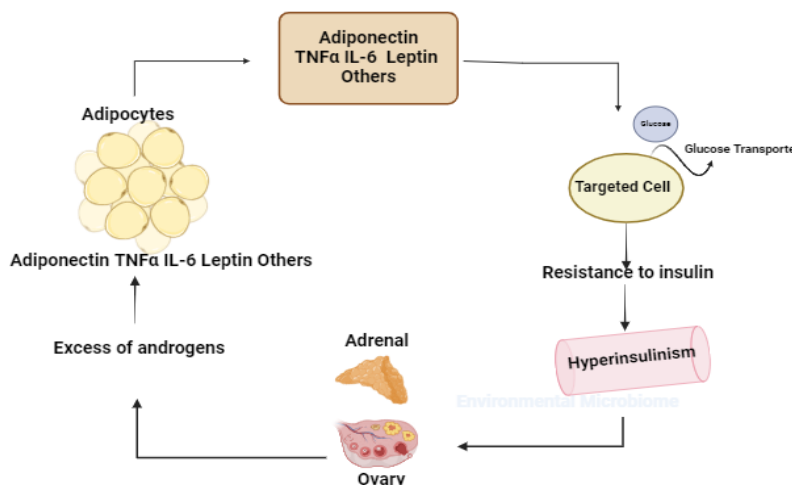 Adiponectin
TNFα IL-6 Leptin
Others
Adipocytes
Glucose
Glucose Transporte
Targeted Cell
Adiponectin TNFα IL-6 Leptin Others
Resistance to insulin
Excess of androgens
Adrenal
Hyperinsulinism
Environmental Microbiome
Ovary